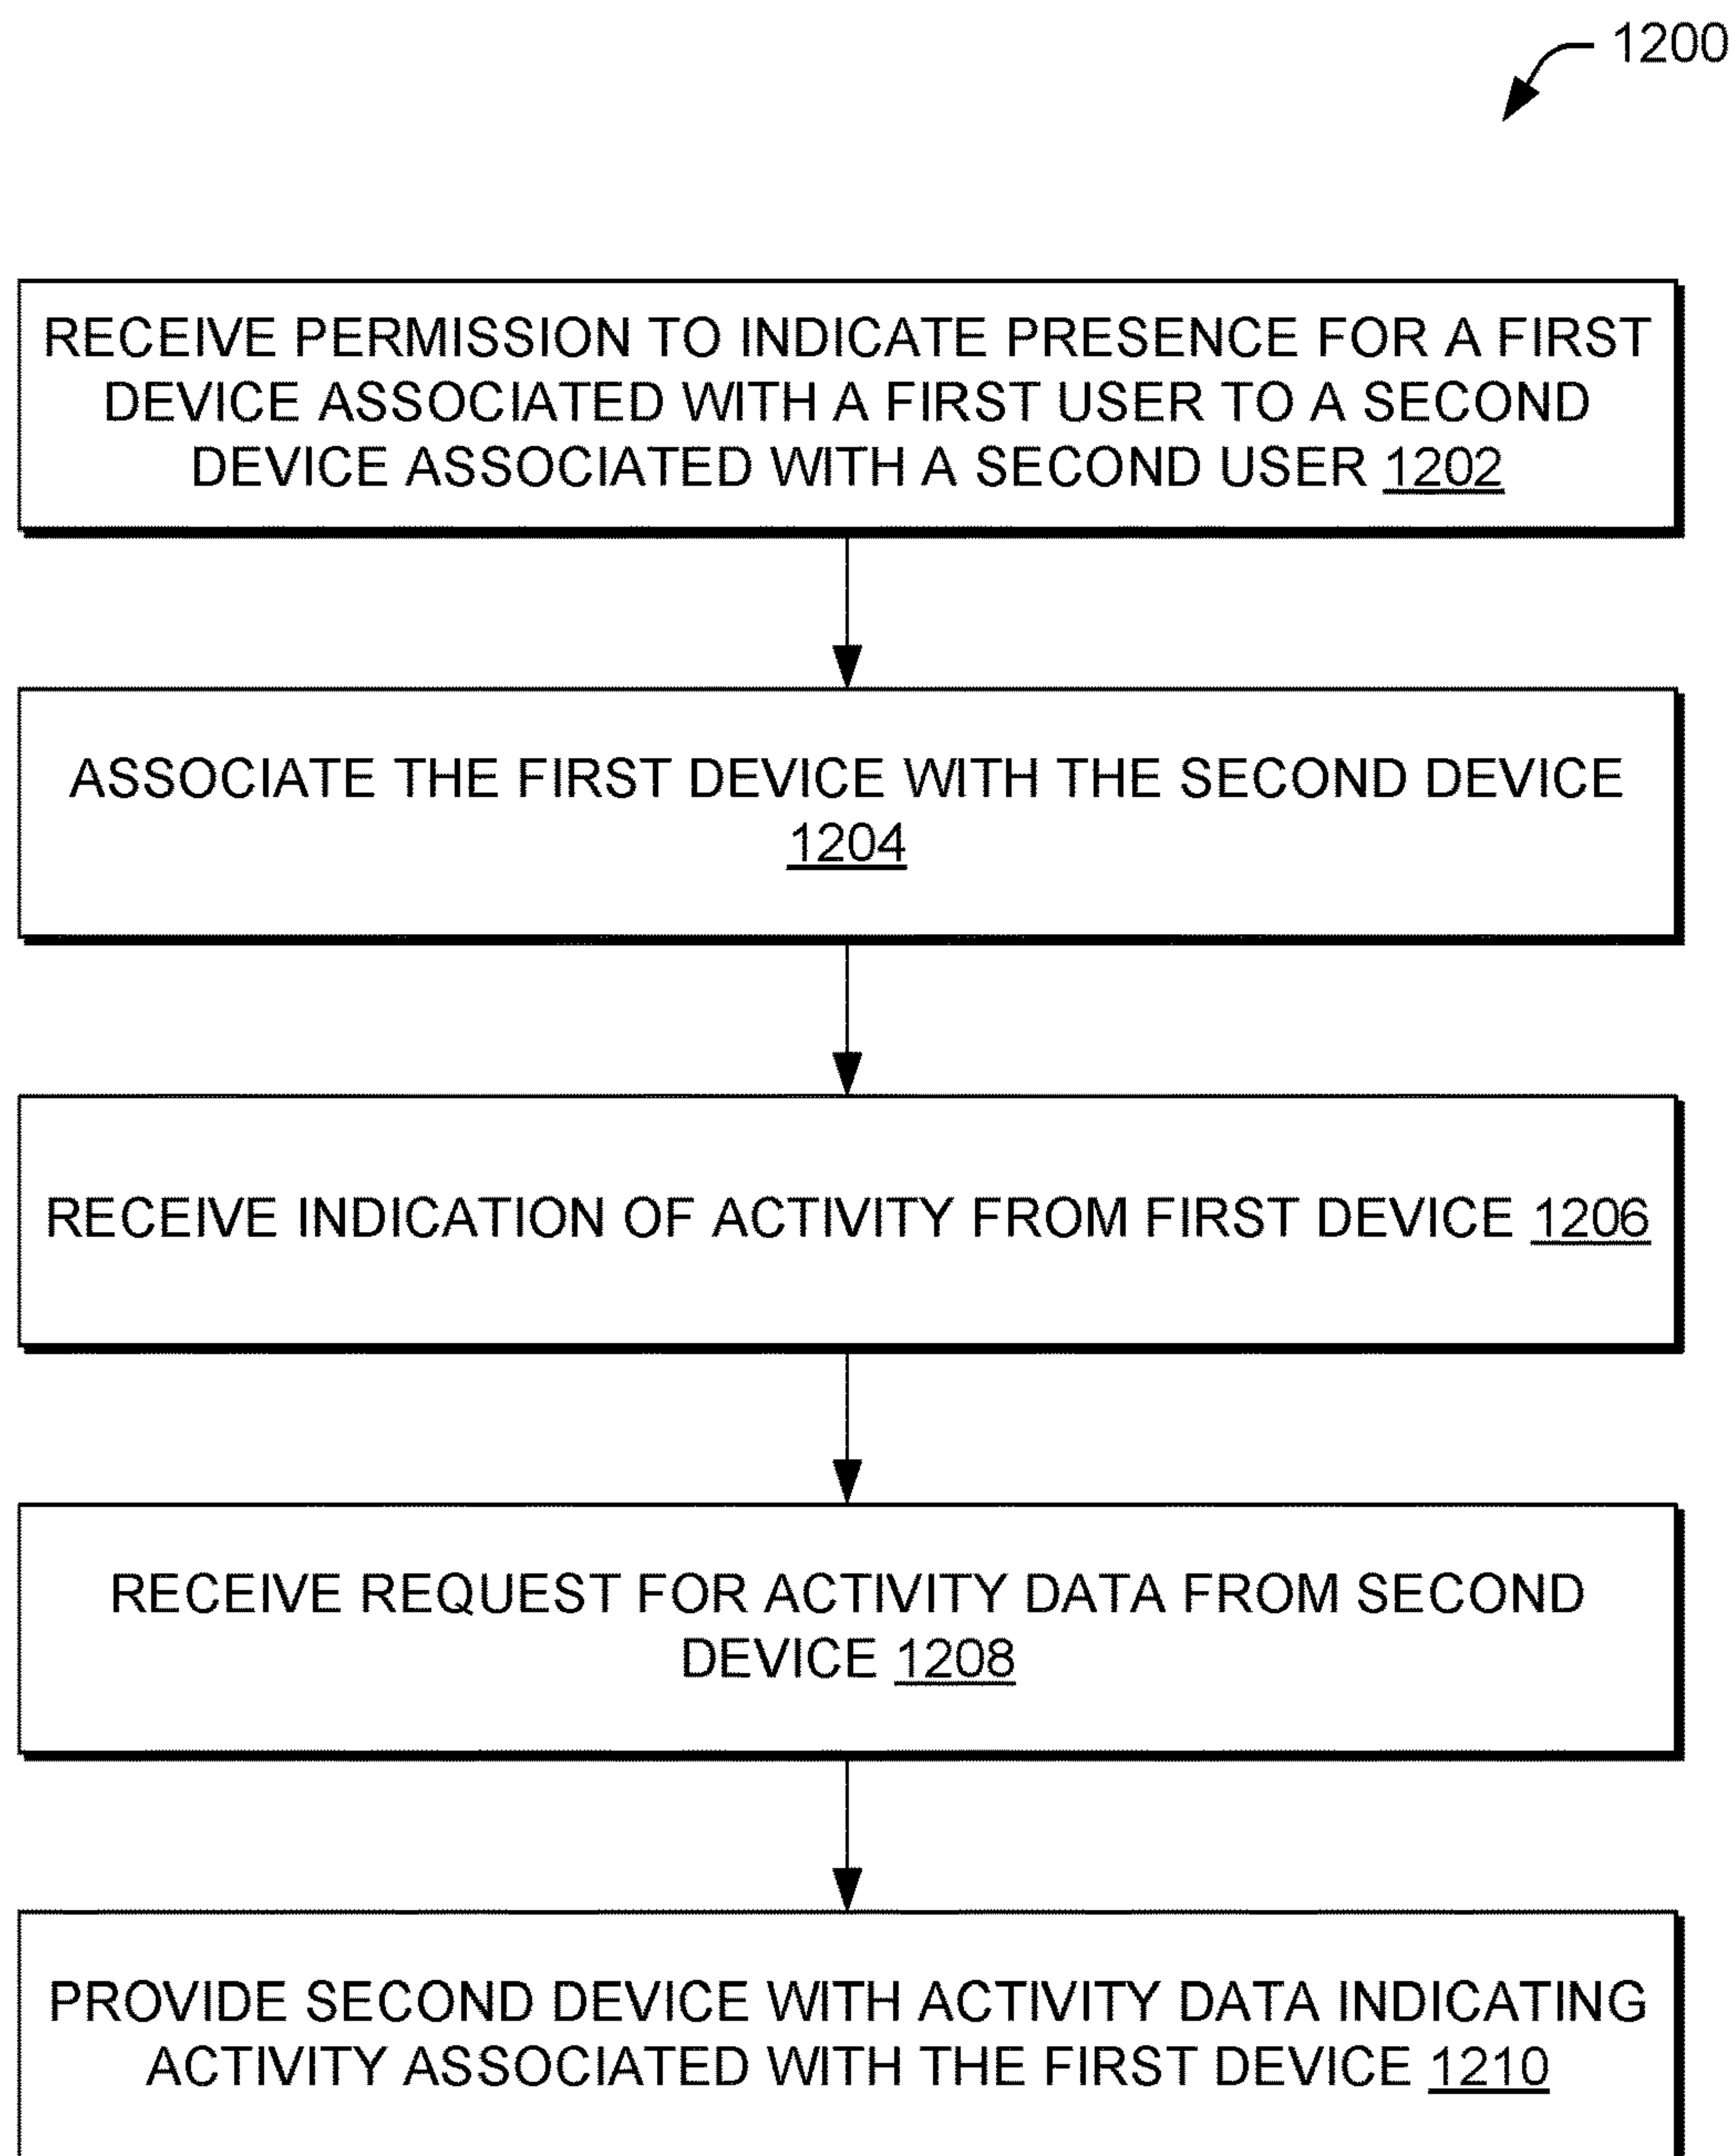 1200
RECEIVE PERMISSION TO INDICATE PRESENCE FOR A FIRST
DEVICE ASSOCIATED WITH A FIRST USER TO A SECOND
DEVICE ASSOCIATED WITH A SECOND USER 1202
ASSOCIATE THE FIRST DEVICE WITH THE SECOND DEVICE
1204
RECEIVE INDICATION OF ACTIVITY FROM FIRST DEVICE 1206
RECEIVE REQUEST FOR ACTIVITY DATA FROM SECOND
DEVICE 1208
PROVIDE SECOND DEVICE WITH ACTIVITY DATA INDICATING
ACTIVITY ASSOCIATED WITH THE FIRST DEVICE 1210